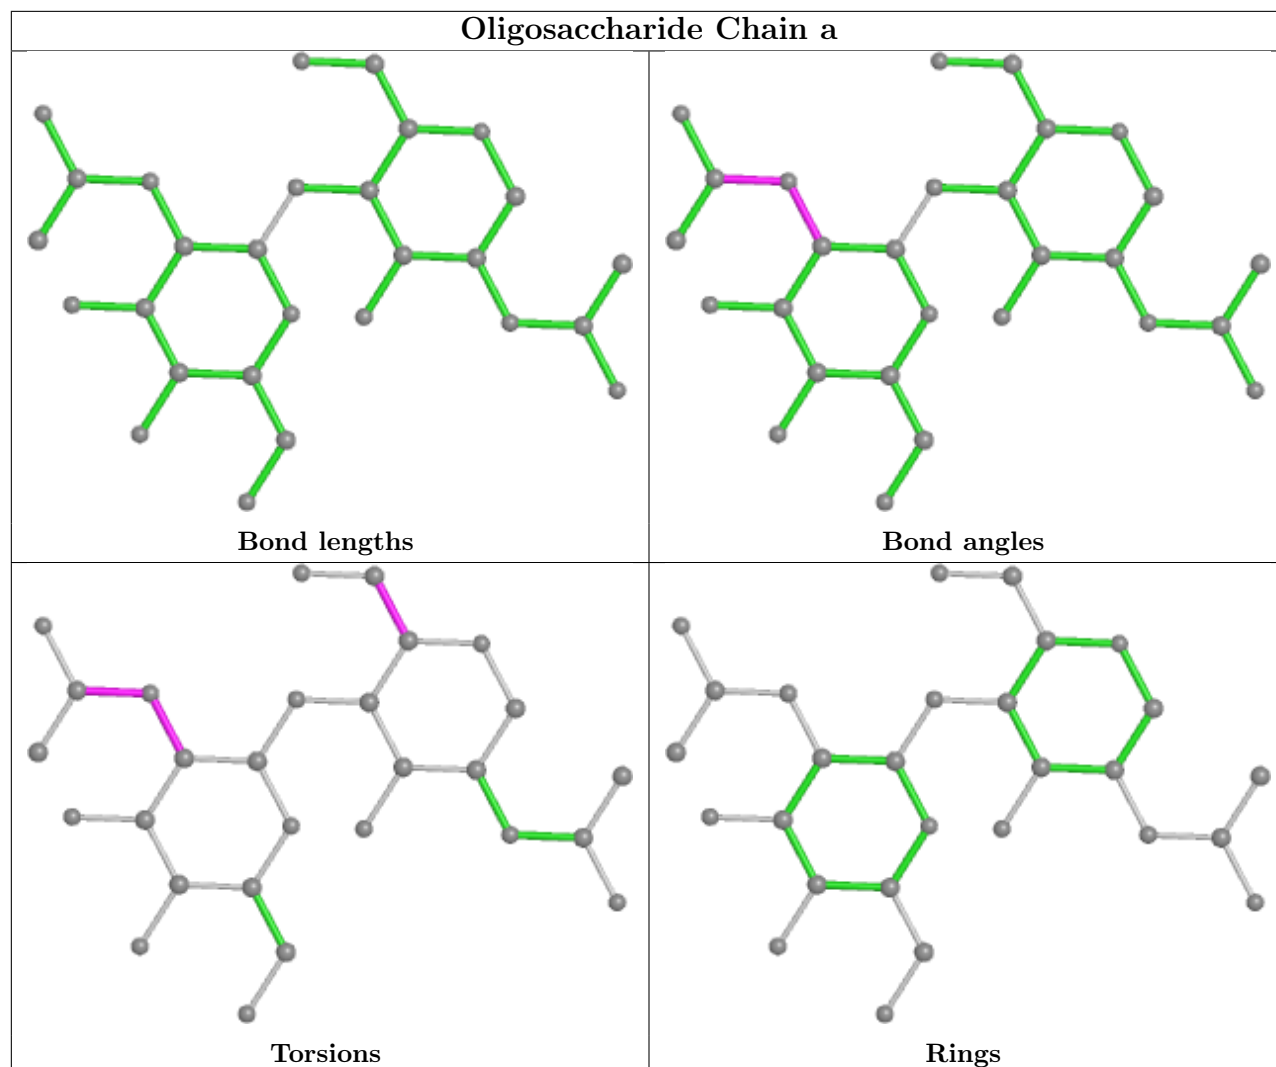 Oligosaccharide Chain a
Bond lengths
Bond angles
Torsions
Rings